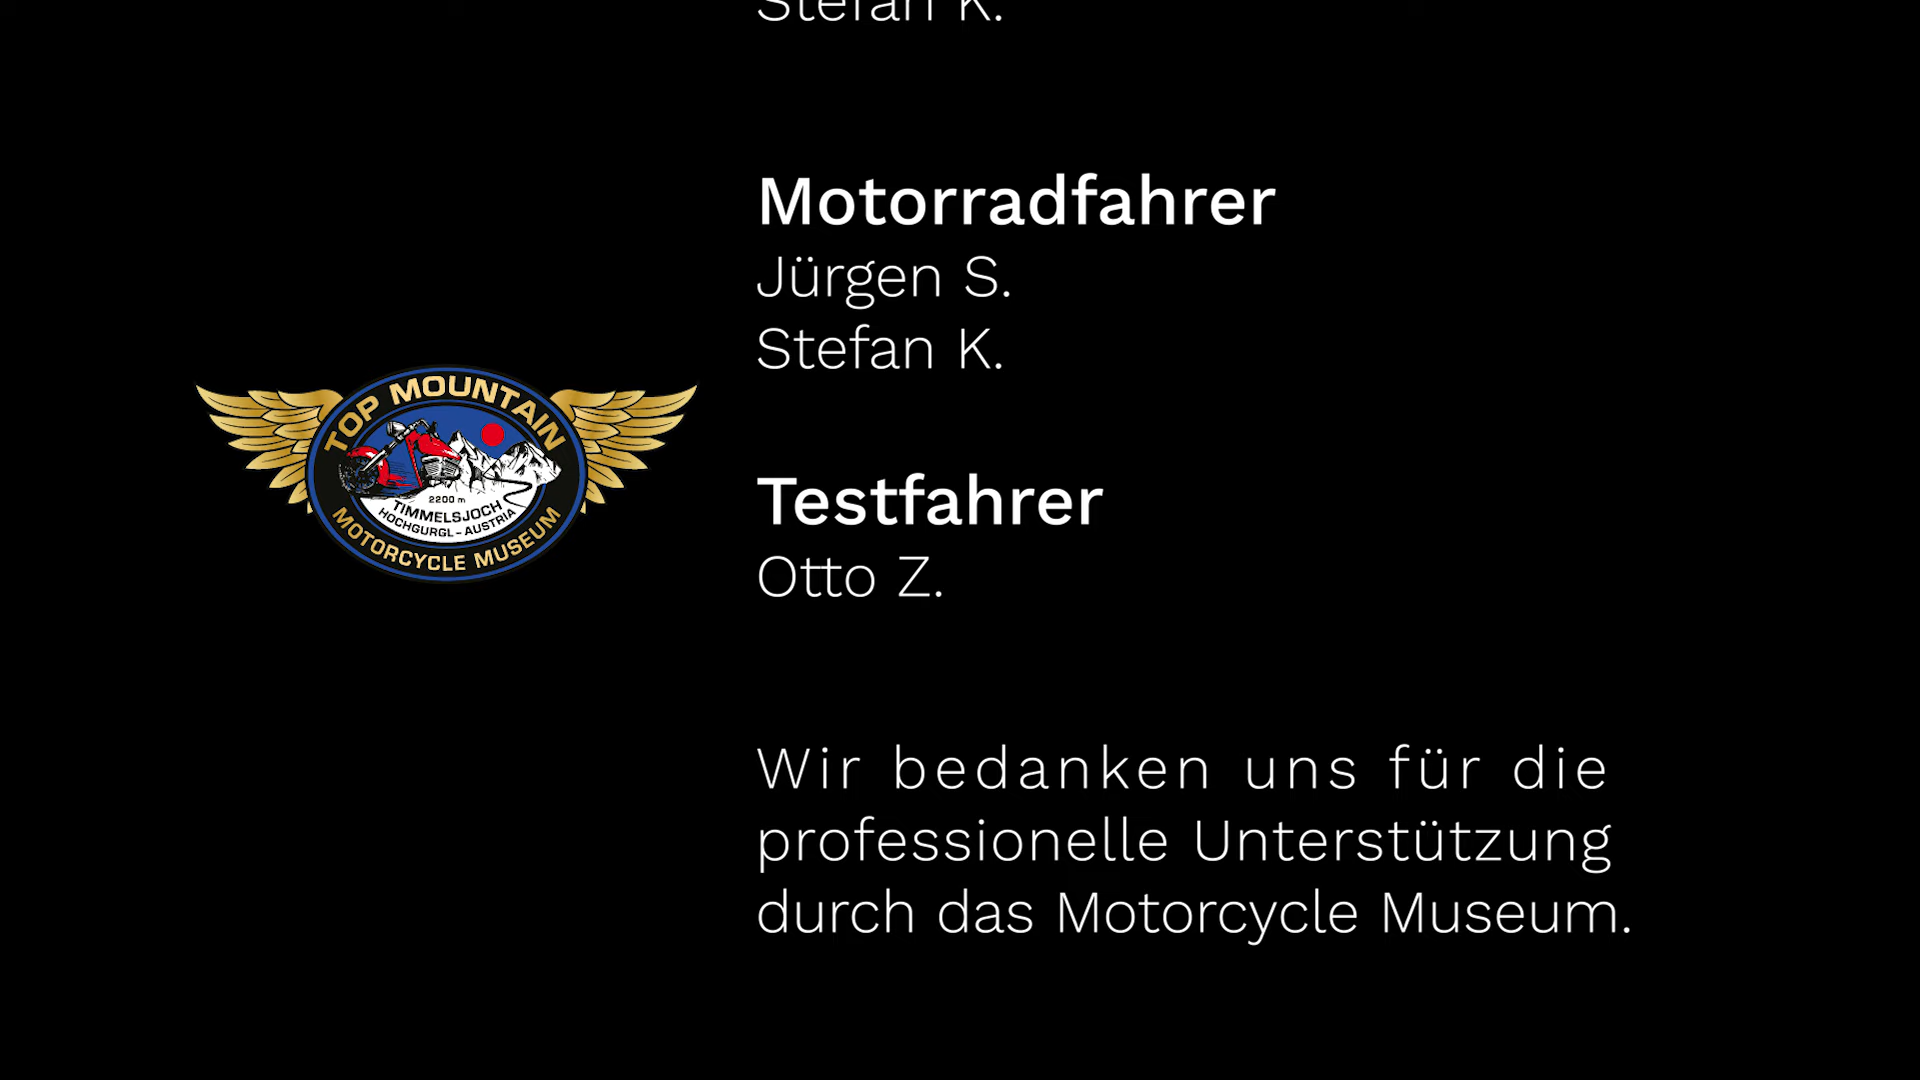 Stefan K.
Motorradfahrer
Jürgen S.
Stefan K.
TOP MOUNTAIN
2200 m
TIMMELSJOCH
HOCHGURGL - AUSTRIA
MOTORCYCLE MUSEUM
Testfahrer
Otto Z.
Wir bedanken uns für die
professionelle Unterstützung
durch das Motorcycle Museum.